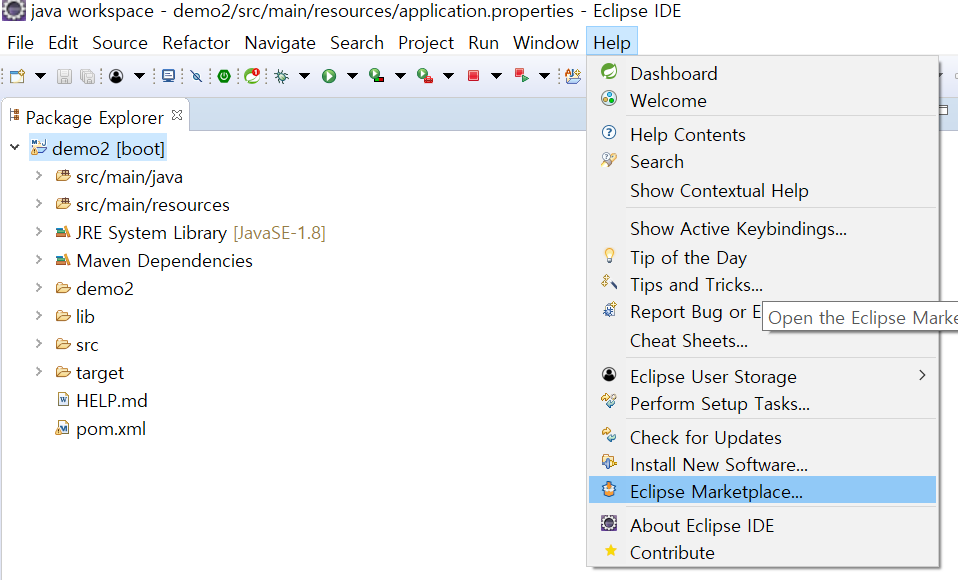 java workspace - demo2/src/main/resources/application.properties - Eclipse IDE
File Edit Source Refactor Navigate Search Project Run Window Help
Package Explorer
demo2 [boot]
src/main/java
src/main/resources
JRE System Library [JavaSE-1.8]
Maven Dependencies
demo2
lib
src
target
HELP.md
pom.xml
Dashboard
Welcome
Help Contents
Search
Show Contextual Help
Show Active Keybindings...
Tip of the Day
Tips and Tricks...
Report Bug or E
Open the Eclipse Marke
Cheat Sheets...
Eclipse User Storage
Perform Setup Tasks...
Check for Updates
Install New Software...
Eclipse Marketplace...
About Eclipse IDE
Contribute